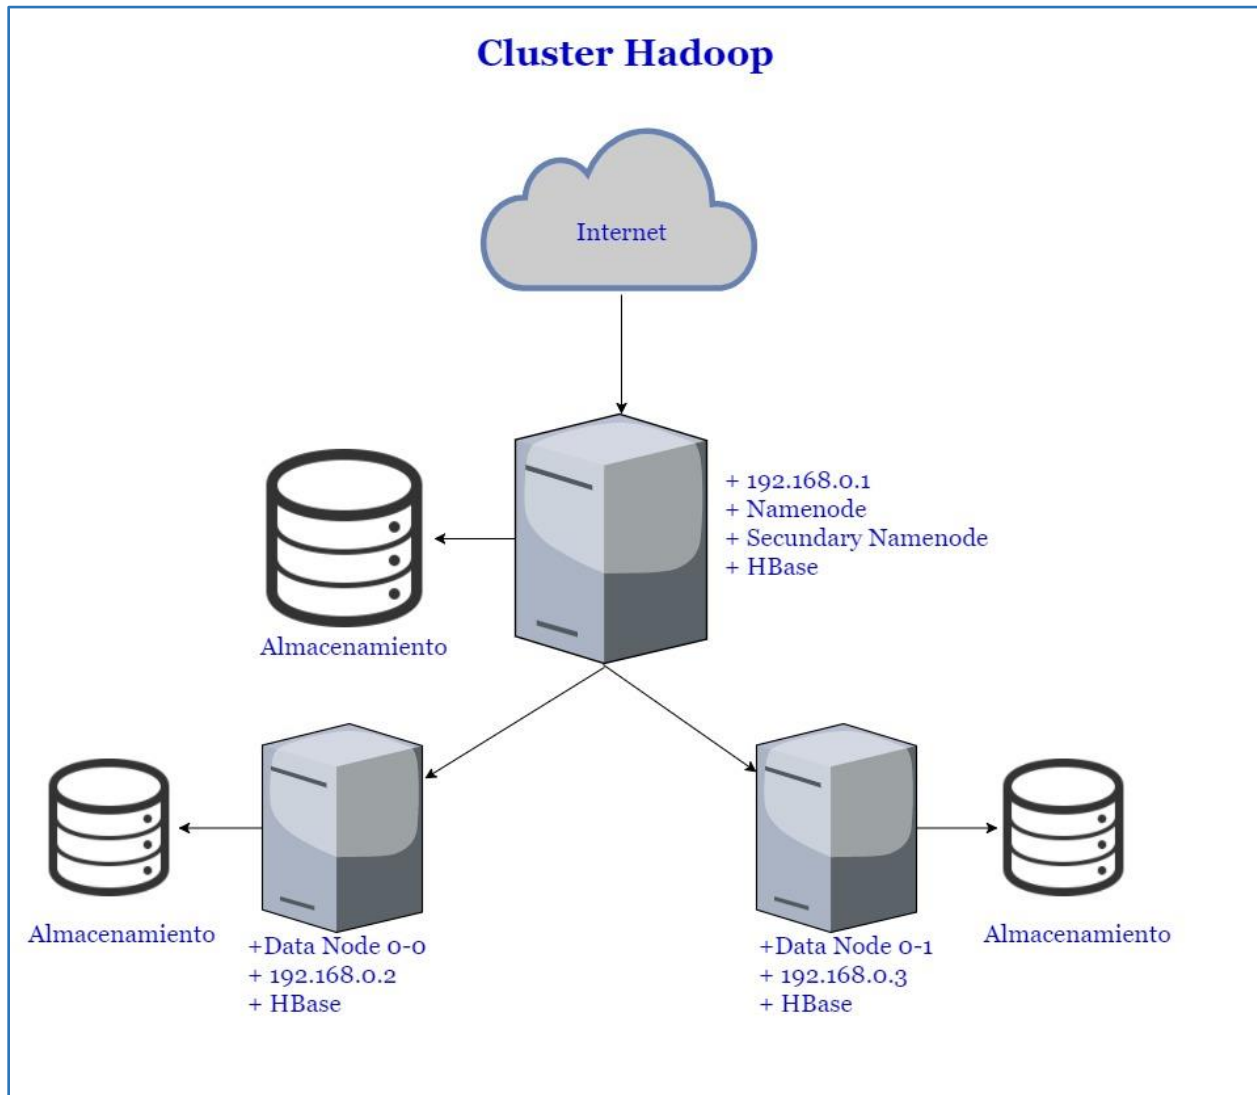 Cluster Hadoop
Internet
+ 192.168.0.1
+ Namenode
+ Secundary Namenode
+ HBase
Almacenamiento
Almacenamiento
+Data Node 0-0
+ 192.168.0.2
+ HBase
+Data Node 0-1
+ 192.168.0.3
+ HBase
Almacenamiento